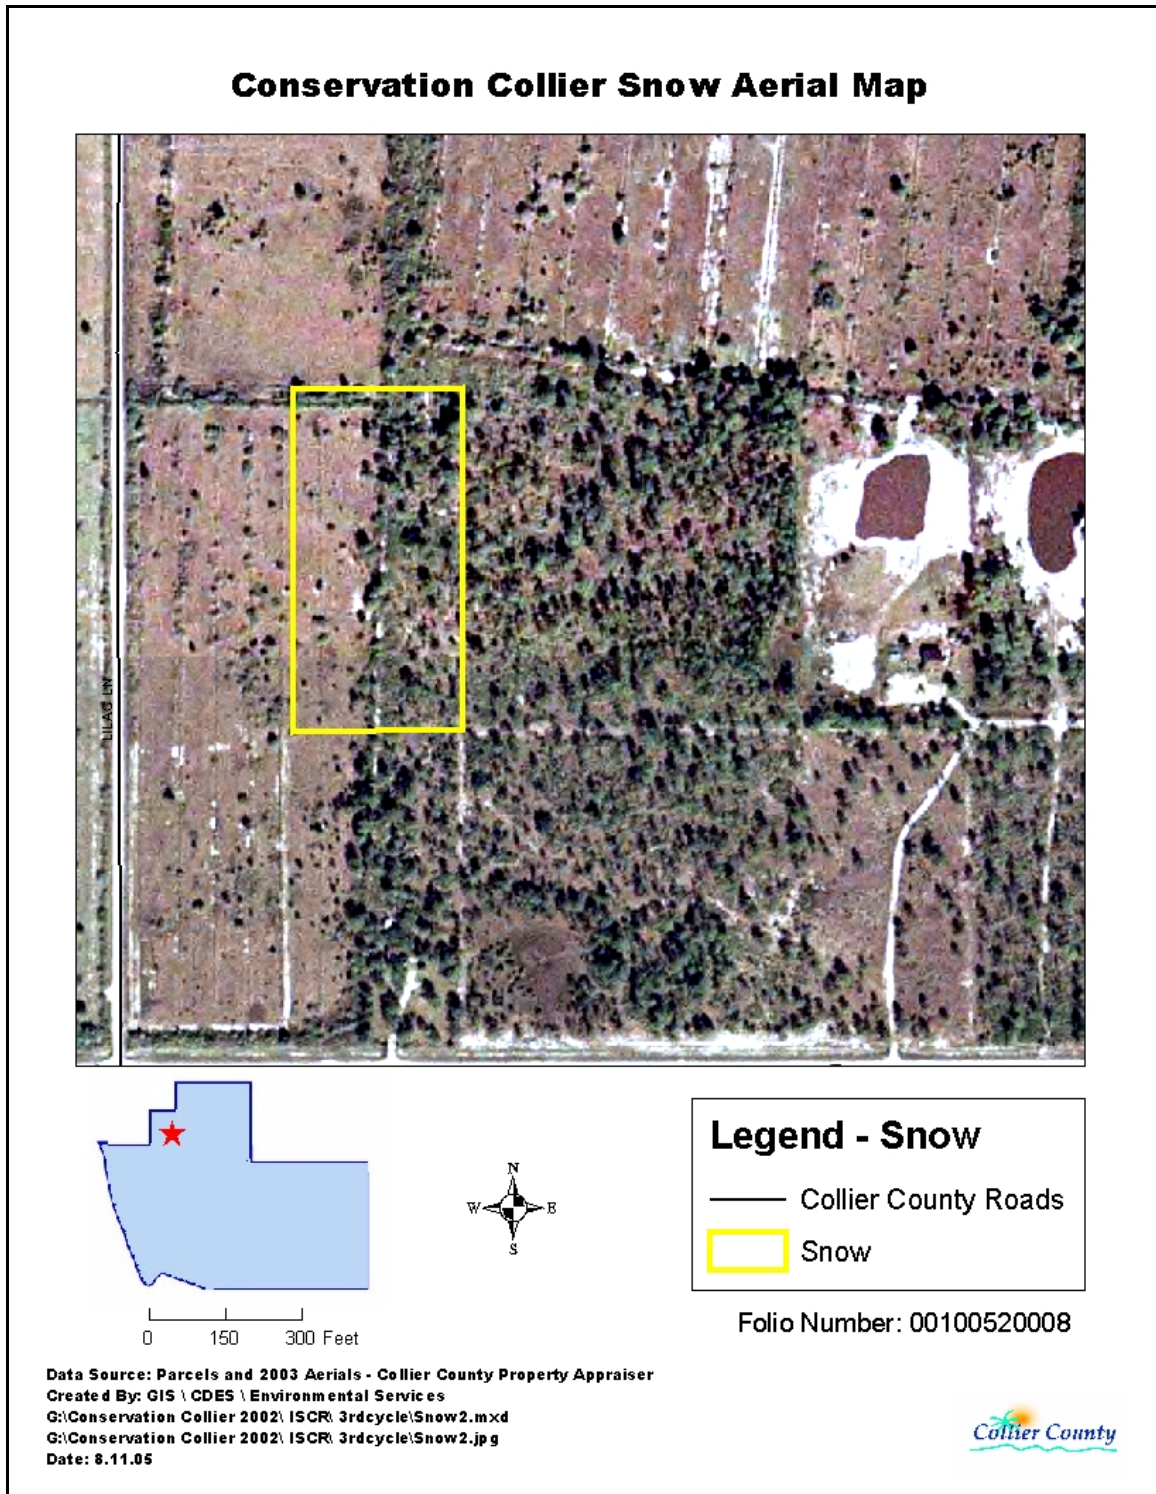 Conservation Collier Snow Aerial Map
LILAC LN
N
W E
S
0 150 300 Feet
Legend - Snow
Collier County Roads
Snow
Folio Number: 00100520008
Data Source: Parcels and 2003 Aerials - Collier County Property Appraiser
Created By: GIS \ CDES \ Environmental Services
G:\Conservation Collier 2002\ ISCR\ 3rdcycle\Snow2.mxd
G:\Conservation Collier 2002\ ISCR\ 3rdcycle\Snow2.jpg
Date: 8.11.05
Collier County